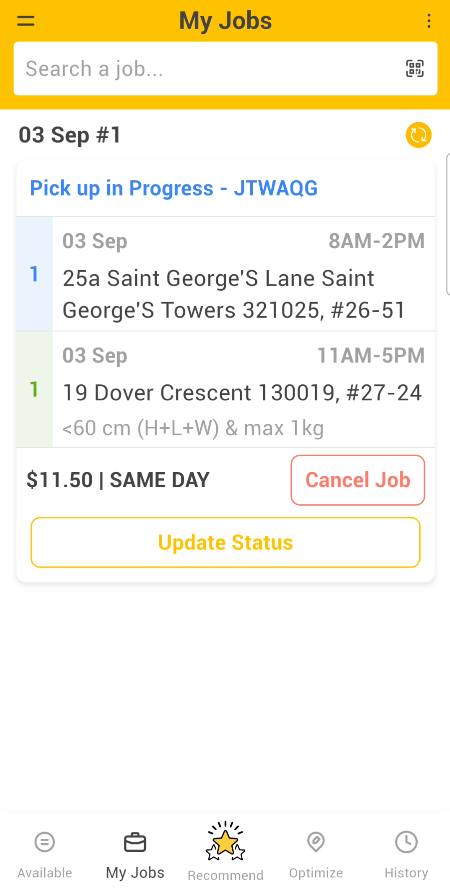 My Jobs
Search a job...
03 Sep #1
Pick up in Progress - JTWAQG
03 Sep 8AM-2PM
1 25a Saint George'S Lane Saint
George'S Towers 321025, #26-51
03 Sep 11AM-5PM
1 19 Dover Crescent 130019, #27-24
<60 cm (H+L+W) & max 1kg
$11.50 | SAME DAY Cancel Job
Update Status
Available My Jobs Recommend Optimize History